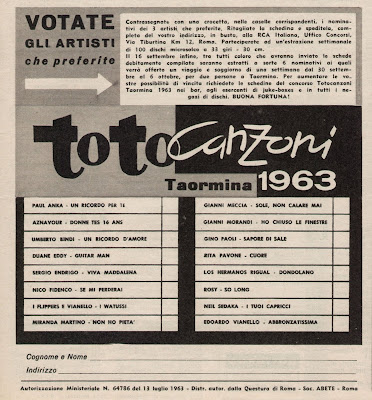 VOTATE
GLI ARTISTI
che preferite
Contrassegnate con una crocetta, nelle caselle corrispondenti, i nomina-
tivi dei 3 artisti che preferite. Ritagliate la schedina e speditela, com-
pleta del vostro indirizzo, in busta, alla RCA Italiana, Uffico Concorsi,
Via Tiburtina Km 12, Roma. Parteciperete ad un'estrazione settimanale
di 100 dischi microsolco a 33 giri - 30 cm.
Il 16 settembre infine, fra tutti coloro che avranno inviato le schede
debitamente compilate saranno estratti a sorte 6 nominativi ai quali
verrà offerto un viaggio e soggiorno di una settimana dal 30 settem-
bre al 6 ottobre, per due persone a Taormina. Per aumentare le vo-
stre possibilità di vincita richiedete le schedine del concorso Totocanzoni
Taormina 1963 nei bar, agli esercenti di juke-boxes e in tutti i ne-
gozi di dischi. BUONA FORTUNA!
toto canzoni
Taormina 1963
PAUL ANKA - UN RICORDO PER TE
AZNAVOUR - DONNE TES 16 ANS
UMBERTO BINDI - UN RICORDO D'AMORE
DUANE EDDY - GUITAR MAN
SERGIO ENDRIGO - VIVA MADDALENA
NICO FIDENCO - SE MI PERDERAI
I FLIPPERS E VIANELLO - I WATUSSI
MIRANDA MARTINO - NON HO PIETA'
GIANNI MECCIA - SOLE, NON CALARE MAI
GIANNI MORANDI - HO CHIUSO LE FINESTRE
GINO PAOLI - SAPORE DI SALE
RITA PAVONE - CUORE
LOS HERMANOS RIGUAL - DONDOLANO
ROSY - SO LONG
NEIL SEDAKA - I TUOI CAPRICCI
EDOARDO VIANELLO - ABBRONZATISSIMA
Cognome e Nome
Indirizzo
Autorizzazione Ministeriale N. 64786 del 13 luglio 1963 - Distr. autor. dalla Questura di Roma - Soc. ABETE - Roma